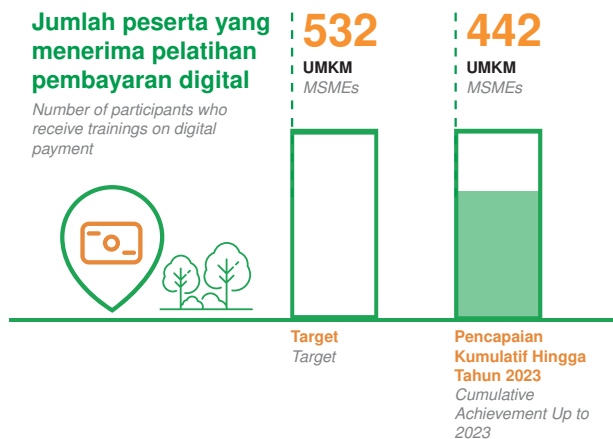 Jumlah peserta yang
menerima pelatihan
pembayaran digital
Number of participants who
receive trainings on digital
payment
532
UMKM
MSMEs
442
UMKM
MSMEs
Target
Target
Pencapaian
Kumulatif Hingga
Tahun 2023
Cumulative
Achievement Up to
2023